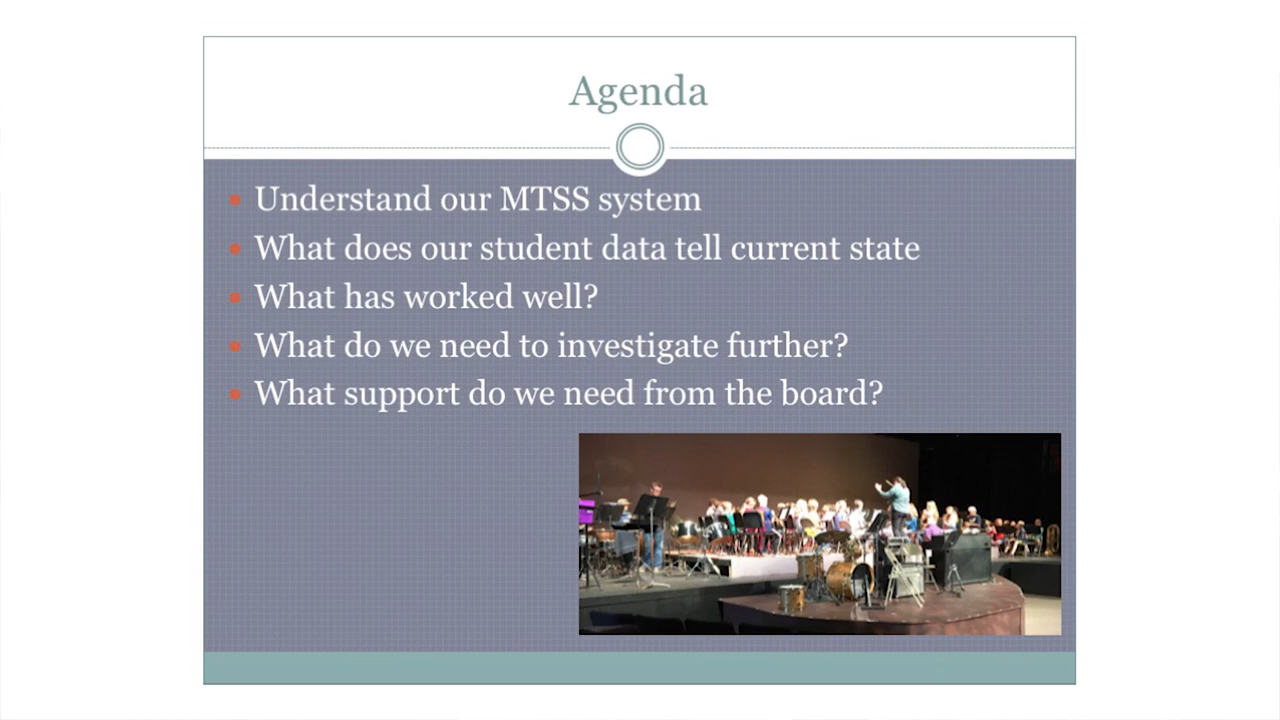 Agenda
Understand our MTSS system
What does our student data tell current state
What has worked well?
What do we need to investigate further?
What support do we need from the board?